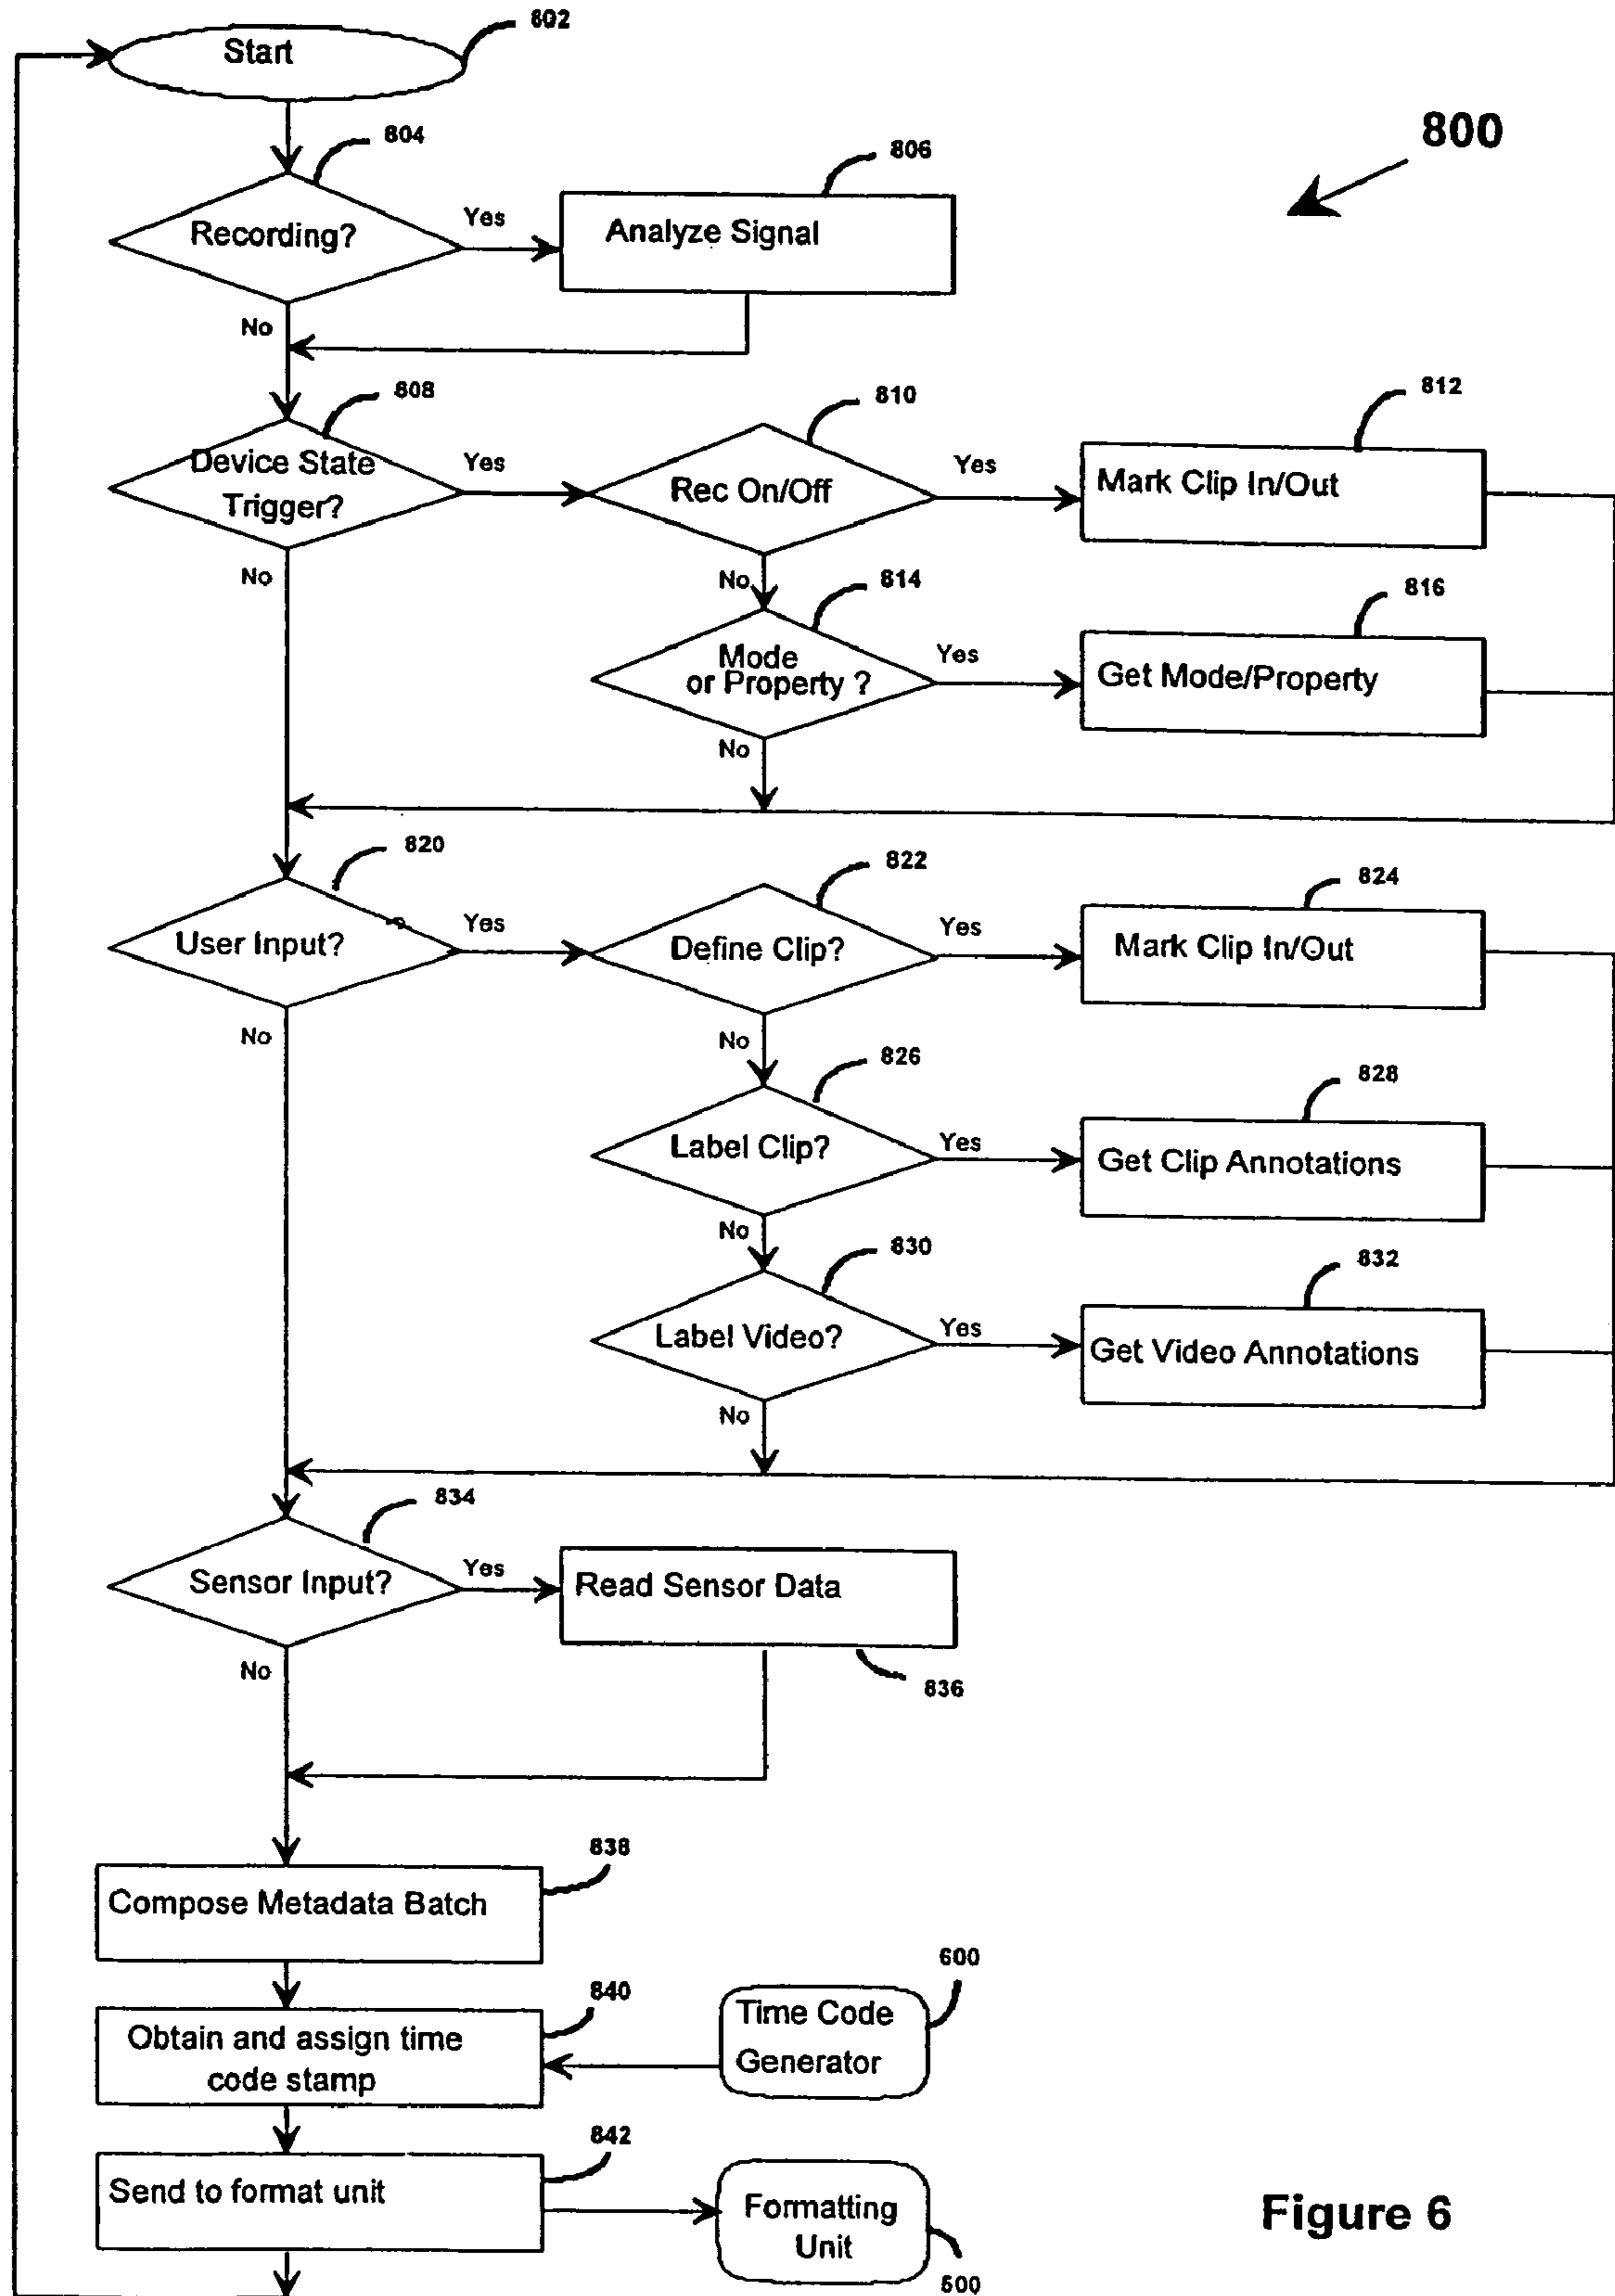 802
Start
804
806
800
Recording?
Yes
Analyze Signal
No
808
810
812
Device State
Trigger?
Yes
Rec On/Off
Yes
Mark Clip In/Out
No
No
814
816
Mode
or Property ?
Yes
Get Mode/Property
No
820
822
824
User Input?
Yes
Define Clip?
Yes
Mark Clip In/Out
No
No
826
828
Label Clip?
Yes
Get Clip Annotations
No
830
832
Label Video?
Yes
Get Video Annotations
No
834
Sensor Input?
Yes
Read Sensor Data
No
836
838
Compose Metadata Batch
840
600
Obtain and assign time
code stamp
Time Code
Generator
842
Send to format unit
Formatting
Unit
500
Figure 6